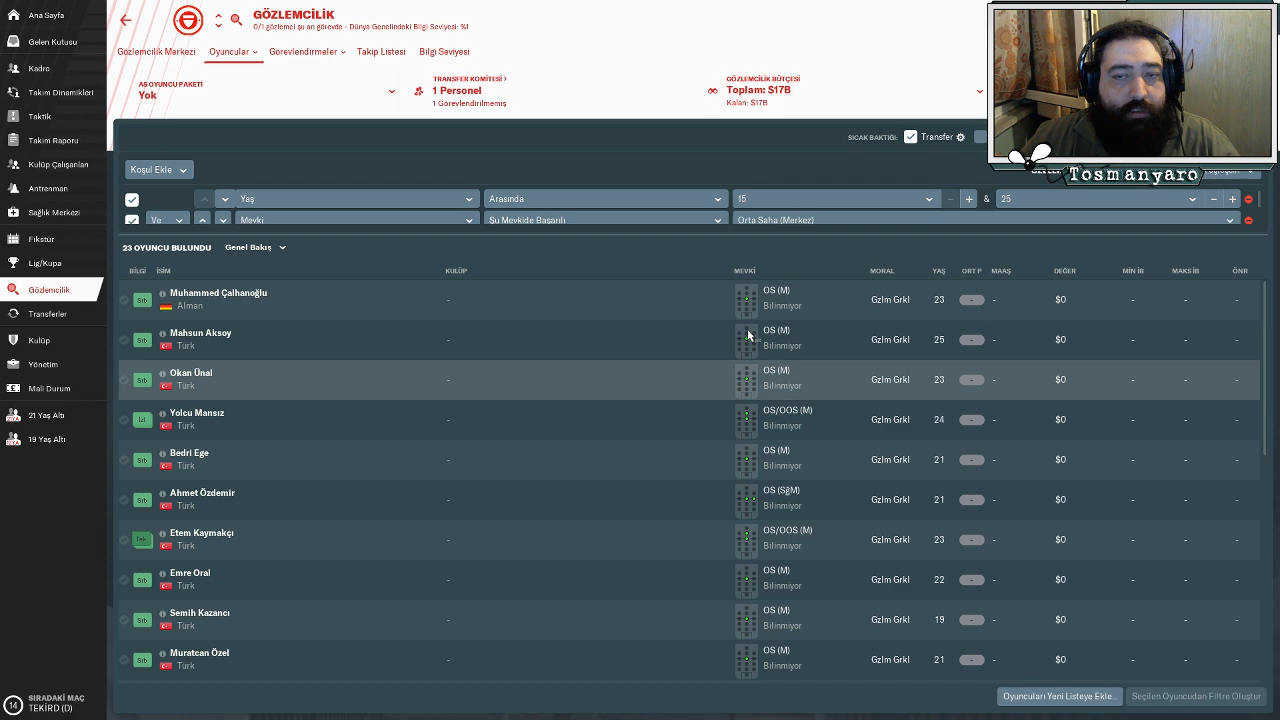 Ana Sayfa
Gelen Kutusu
Kadro
Takım Dinamikleri
Taktik
Takım Raporu
Kulüp Çalışanları
Antrenman
Sağlık Merkezi
Fikstür
Lig/Kupa
Gözlemcilik
Transferler
Kulüp
Yönetim
Mali Durum
21 Yaş Altı
19 Yaş Altı
14
SIRADAKİ MAÇ
TEKİRD (D)
GÖZLEMCİLİK
0/1 gözlemci şu an görevde - Dünya Genelindeki Bilgi Seviyesi: %1
Gözlemcilik Merkezi Oyuncular Görevlendirmeler Takip Listesi Bilgi Seviyesi
AS OYUNCU PAKETİ
Yok
TRANSFER KOMİTESİ >
1 Personel
1 Görevlendirilmemiş
GÖZLEMCİLİK BÜTÇESİ
Toplam: $17B
Kalan: $17B
Tosmanyaro
SICAK BAKTIĞI: Transfer
Koşul Ekle
Yaş Arasında 15 & 25
Ve Mevki Şu Mevkide Başarılı Orta Saha (Merkez)
23 OYUNCU BULUNDU Genel Bakış
BİLGİ İSİM KULÜP MEVKİ MORAL YAŞ ORT P MAAŞ DEĞER MİN İB MAKS İB ÖNR
Srb Muhammed Çalhanoğlu - OS (M) Gzlm Grkl 23 - - $0 - - -
Alman Bilinmiyor
Srb Mahsun Aksoy - OS (M) Gzlm Grkl 25 - - $0 - - -
Türk Bilinmiyor
Srb Okan Ünal - OS (M) Gzlm Grkl 23 - - $0 - - -
Türk Bilinmiyor
İzl Yolcu Mansız - OS/OOS (M) Gzlm Grkl 24 - - $0 - - -
Türk Bilinmiyor
Srb Bedri Ege - OS (M) Gzlm Grkl 21 - - $0 - - -
Türk Bilinmiyor
Srb Ahmet Özdemir - OS (SğM) Gzlm Grkl 21 - - $0 - - -
Türk Bilinmiyor
Tek Etem Kaymakçı - OS/OOS (M) Gzlm Grkl 23 - - $0 - - -
Türk Bilinmiyor
Srb Emre Oral - OS (M) Gzlm Grkl 22 - - $0 - - -
Türk Bilinmiyor
Srb Semih Kazancı - OS (M) Gzlm Grkl 19 - - $0 - - -
Türk Bilinmiyor
Srb Muratcan Özel - OS (M) Gzlm Grkl 21 - - $0 - - -
Türk Bilinmiyor
Oyuncuları Yeni Listeye Ekle... Seçilen Oyuncudan Filtre Oluştur